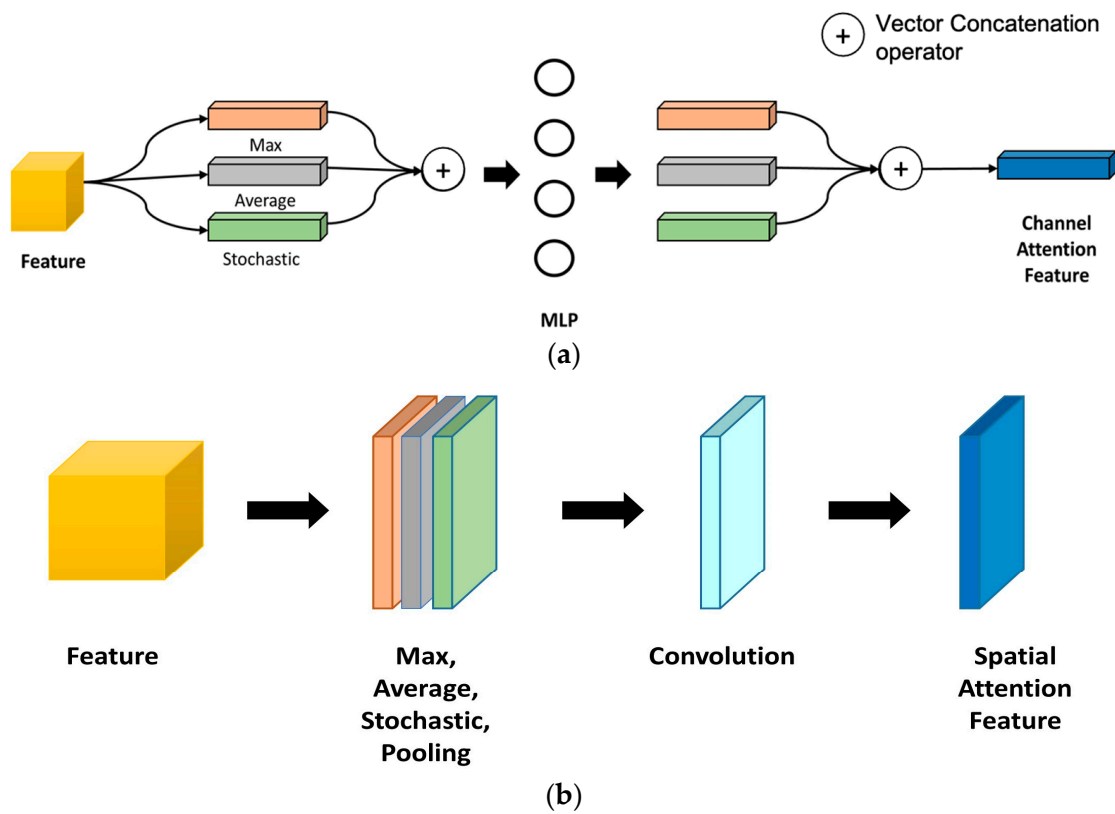 +
Vector Concatenation
operator
Max
Average
Stochastic
Feature
+
MLP
+
Channel
Attention
Feature
(a)
Feature
Max,
Average,
Stochastic,
Pooling
Convolution
Spatial
Attention
Feature
(b)